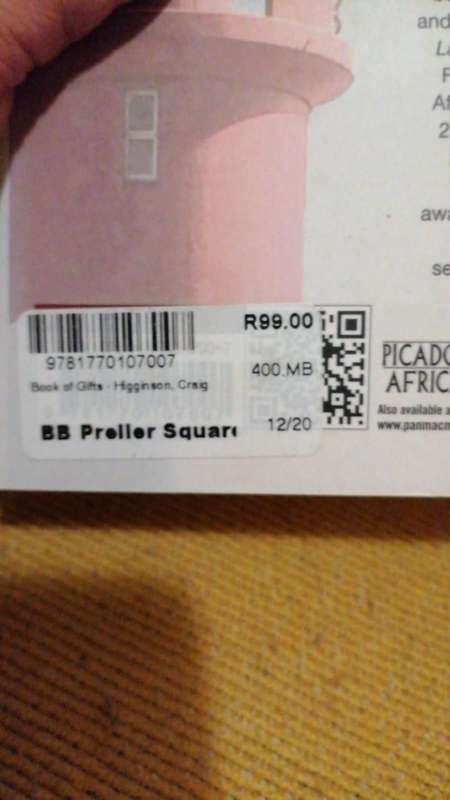 and
Af
2
awa
se
R99.00
9781770107007
400.MB
Book of Gifts - Higginson, Craig
BB Preller Square
12/20
PICADO
AFRIC
Also available a
www.panmacm